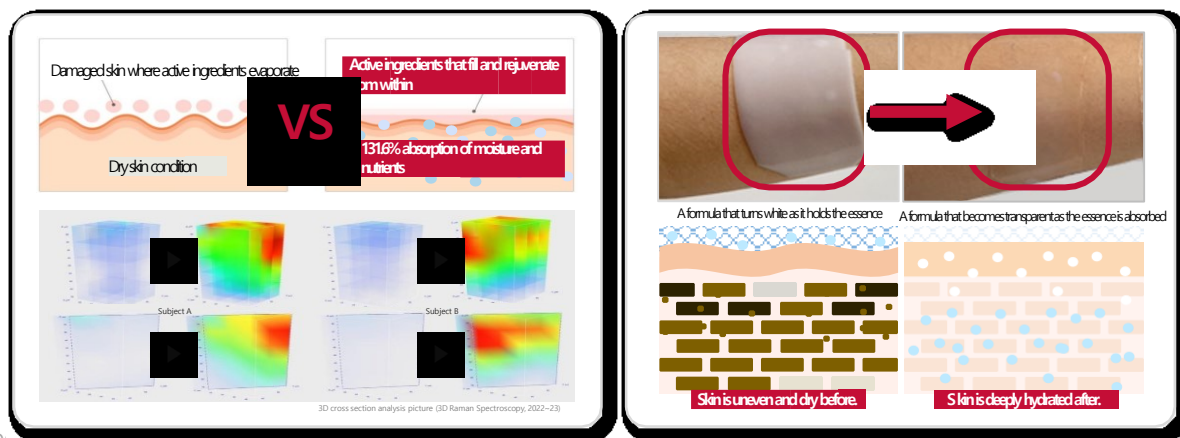 Damaged skin where active ingredients evaporate
VS
Active ingredients that fill and rejuvenate
om within
Dry skin condition
131.6% absorption of moisture and
nutrients
Subject A
Subject B
3D cross section analysis picture (3D Raman Spectroscopy, 2022~23)
A formula that turns white as it holds the essence
A formula that becomes transparent as the essence is absorbed
Skin is uneven and dry before.
Skin is deeply hydrated after.